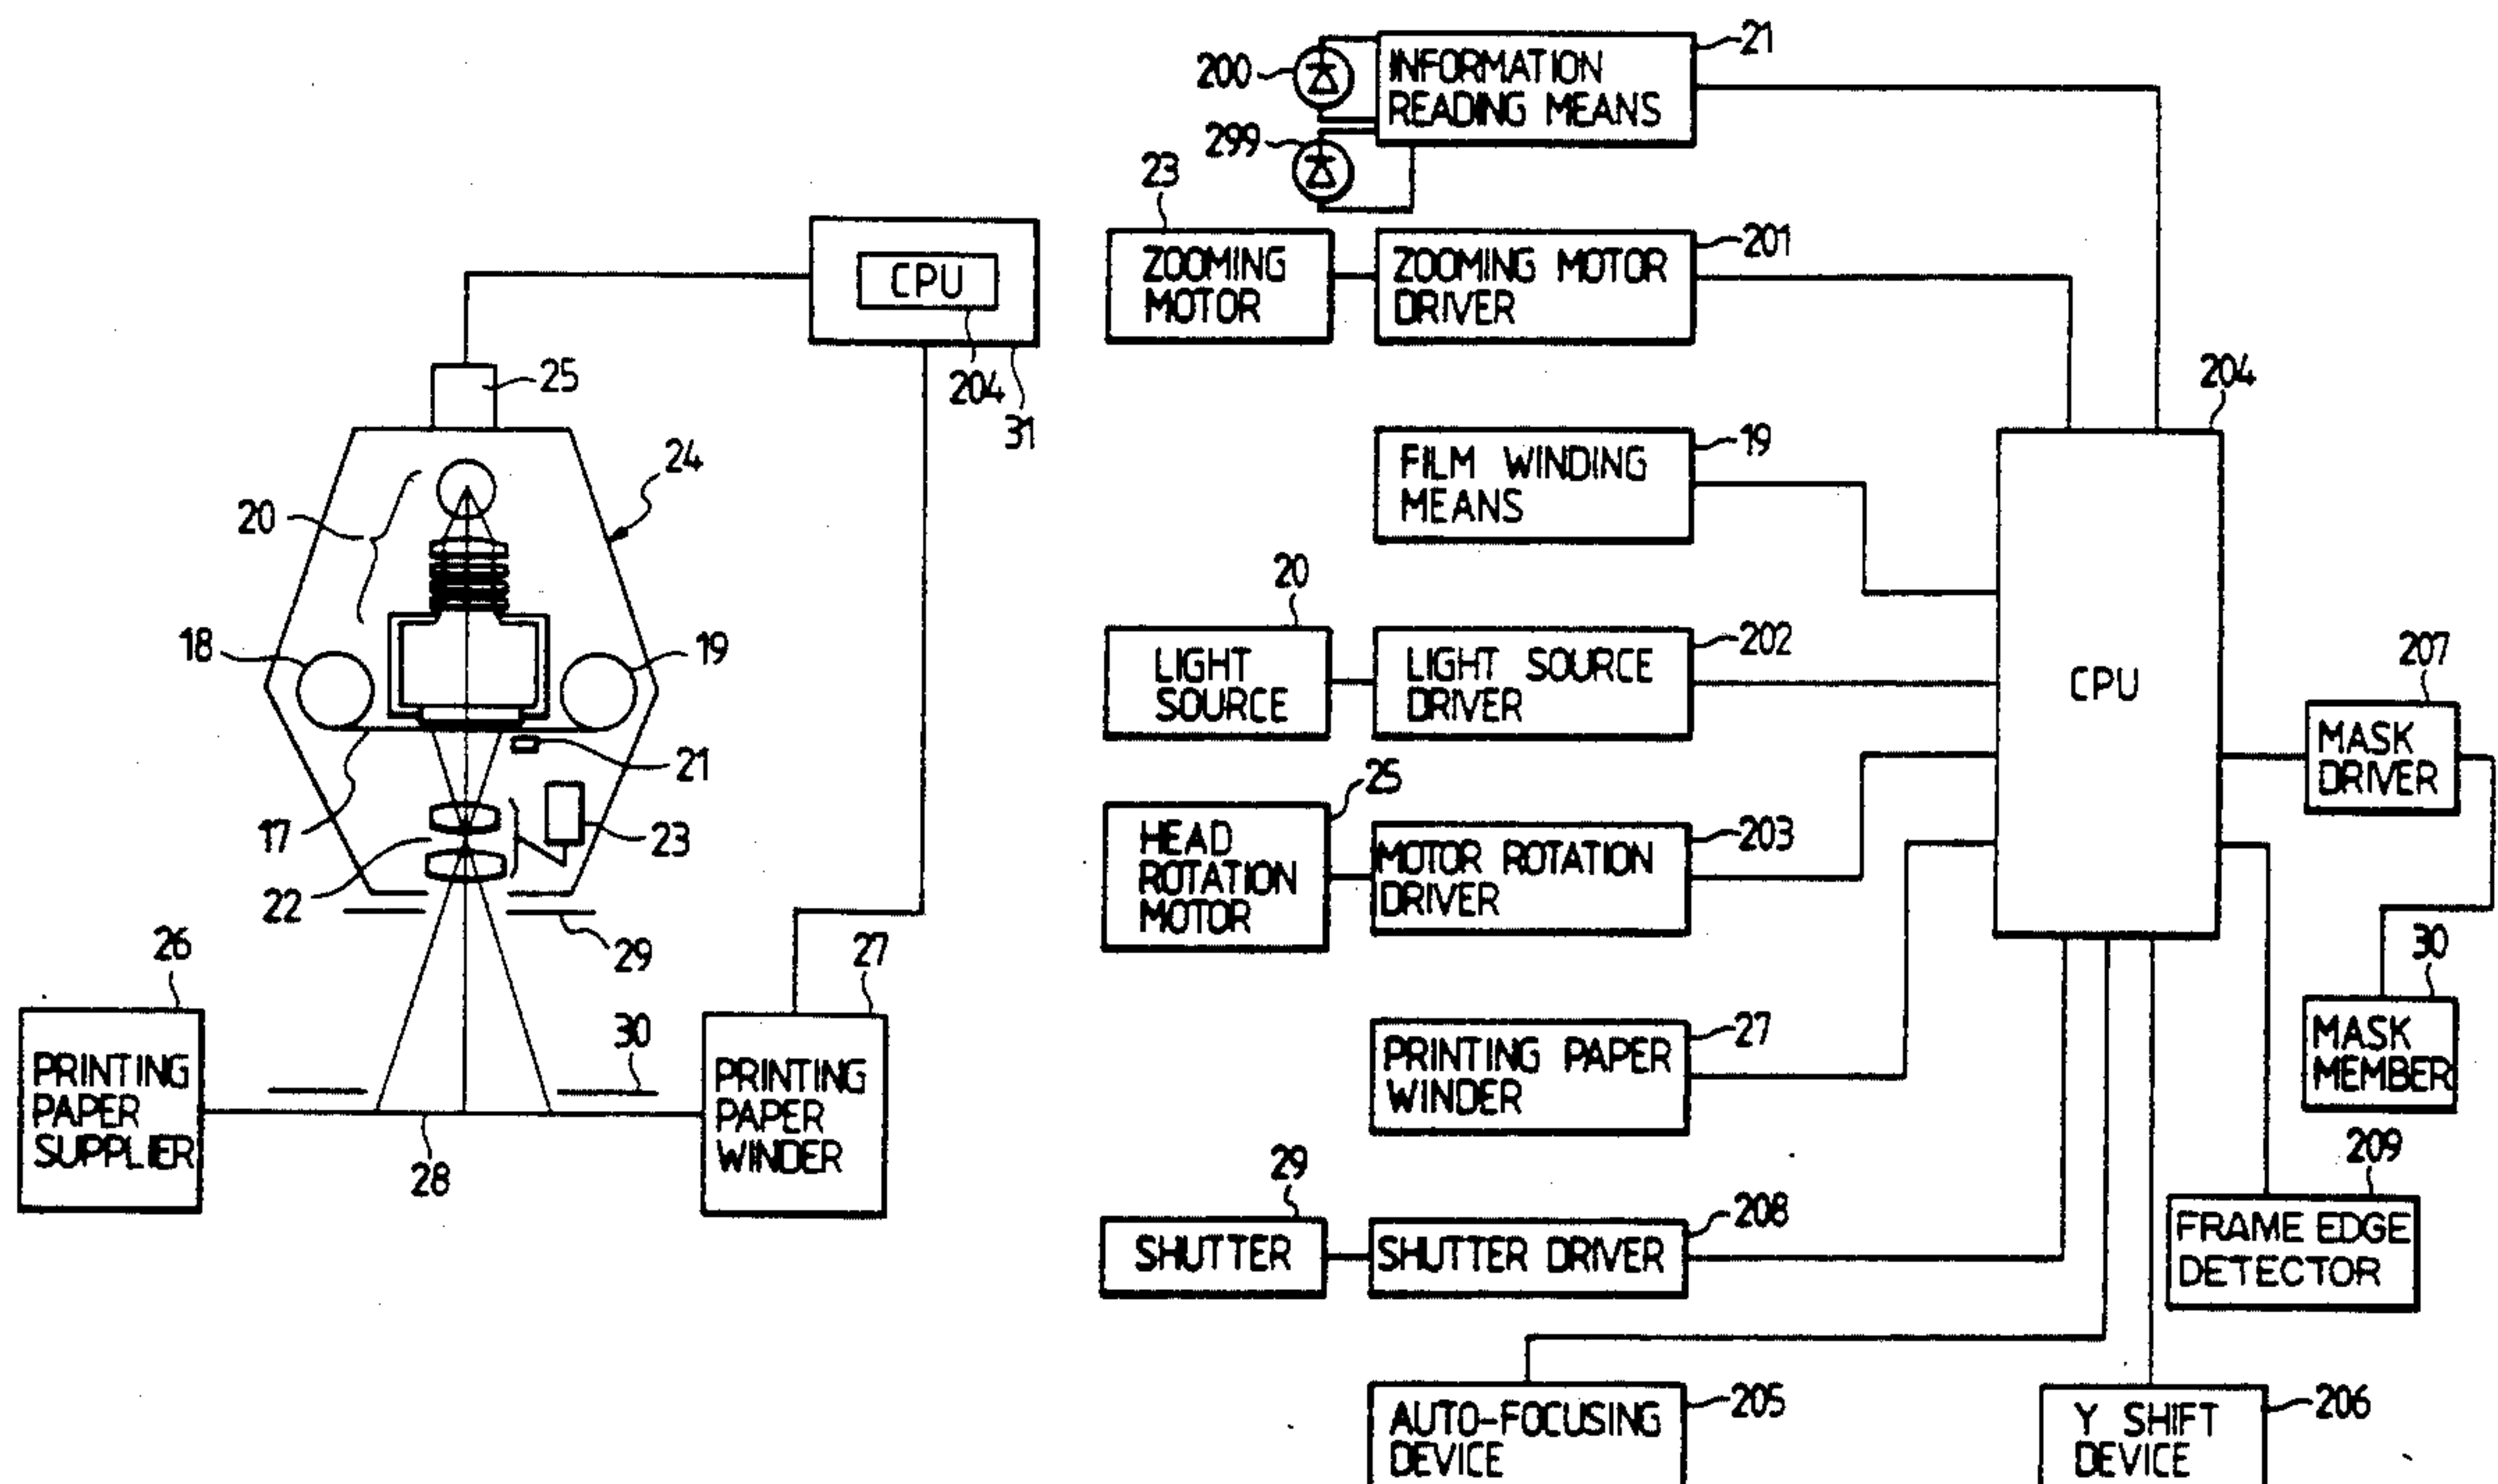 CPU
204
31
25
24
20
18
19
17
21
22
23
29
26
27
30
PRINTING
PAPER
SUPPLIER
PRINTING
PAPER
WINDER
28
200
299
INFORMATION
READING MEANS
21
23
ZOOMING
MOTOR
ZOOMING MOTOR
DRIVER
201
204
FILM WINDING
MEANS
19
20
LIGHT
SOURCE
LIGHT SOURCE
DRIVER
202
CPU
207
MASK
DRIVER
25
HEAD
ROTATION
MOTOR
MOTOR ROTATION
DRIVER
203
30
MASK
MEMBER
PRINTING PAPER
WINDER
27
29
SHUTTER
SHUTTER DRIVER
208
209
FRAME EDGE
DETECTOR
AUTO-FOCUSING
DEVICE
205
Y SHIFT
DEVICE
206